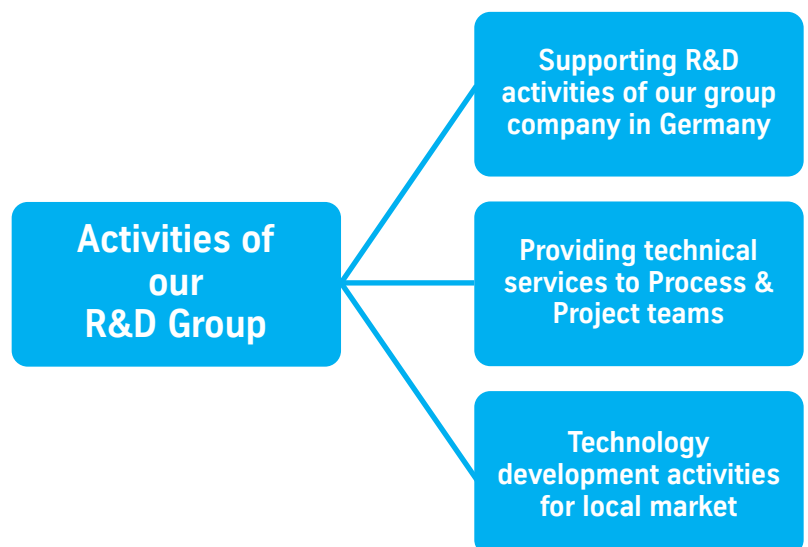 Activities of
our
R&D Group
Supporting R&D
activities of our group
company in Germany
Providing technical
services to Process &
Project teams
Technology
development activities
for local market